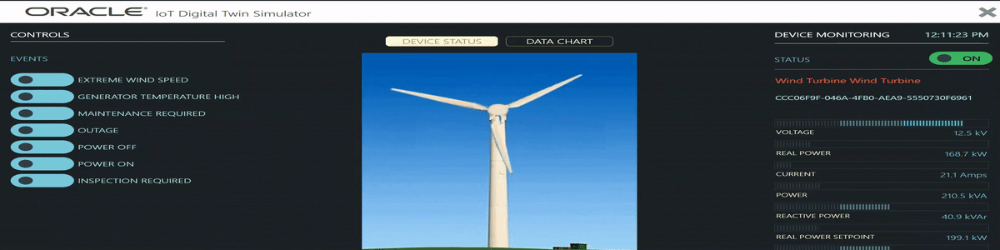 ORACLE® IoT Digital Twin Simulator
CONTROLS
EVENTS
EXTREME WIND SPEED
GENERATOR TEMPERATURE HIGH
MAINTENANCE REQUIRED
OUTAGE
POWER OFF
POWER ON
INSPECTION REQUIRED
DEVICE STATUS DATA CHART
DEVICE MONITORING 12:11:23 PM
STATUS ON
Wind Turbine Wind Turbine
CCC06F9F-046A-4FB0-AEA9-5550730F6961
VOLTAGE 12.5 kV
REAL POWER 168.7 kW
CURRENT 21.1 Amps
POWER 210.5 kVA
REACTIVE POWER 40.9 kVAr
REAL POWER SETPOINT 199.1 kW